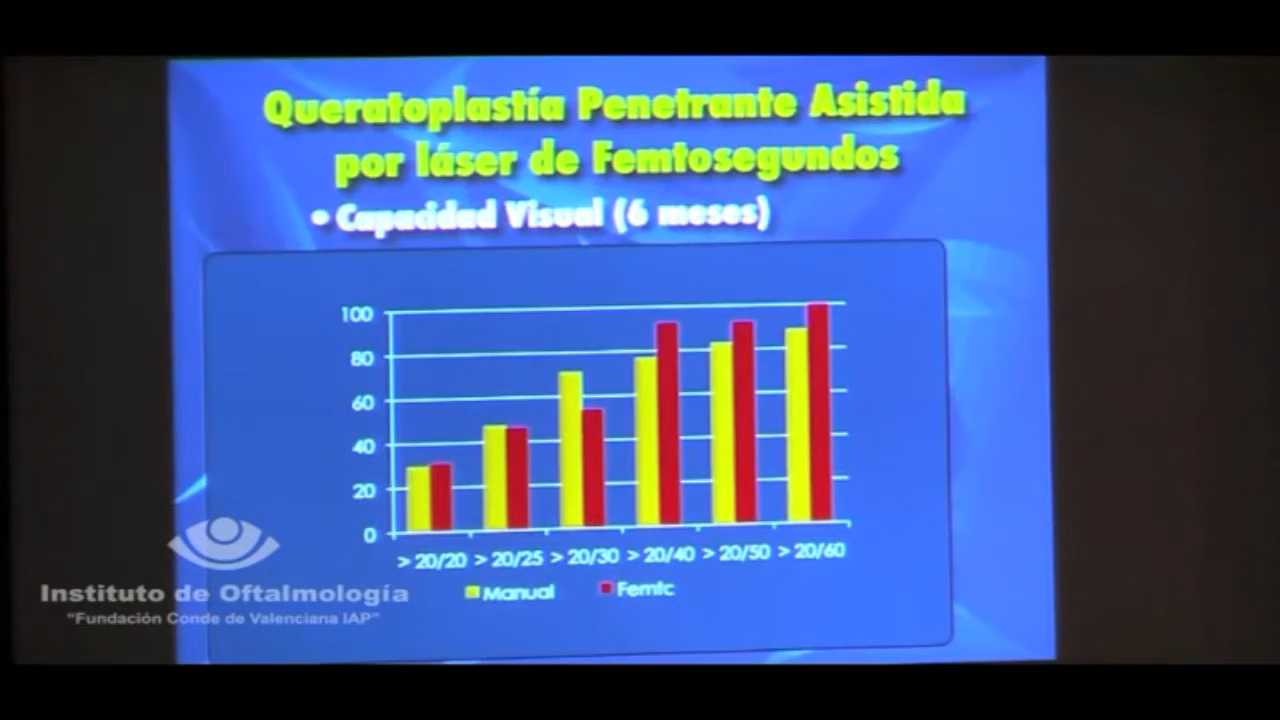 Queratoplastía Penetrante Asistida
por láser de Femtosegundos
• Capacidad Visual (6 meses)
100
80
60
40
20
0
> 20/20 > 20/25 > 20/30 > 20/40 > 20/50 > 20/60
Manual Femtc
Instituto de Oftalmología
"Fundación Conde de Valenciana IAP"